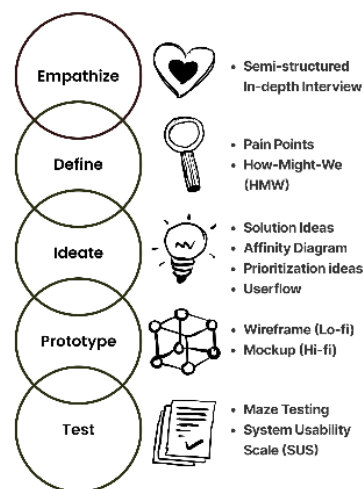 Empathize
• Semi-structured
In-depth Interview
Define
• Pain Points
• How-Might-We
(HMW)
Ideate
• Solution Ideas
• Affinity Diagram
• Prioritization ideas
• Userflow
Prototype
• Wireframe (Lo-fi)
• Mockup (Hi-fi)
Test
• Maze Testing
• System Usability
Scale (SUS)